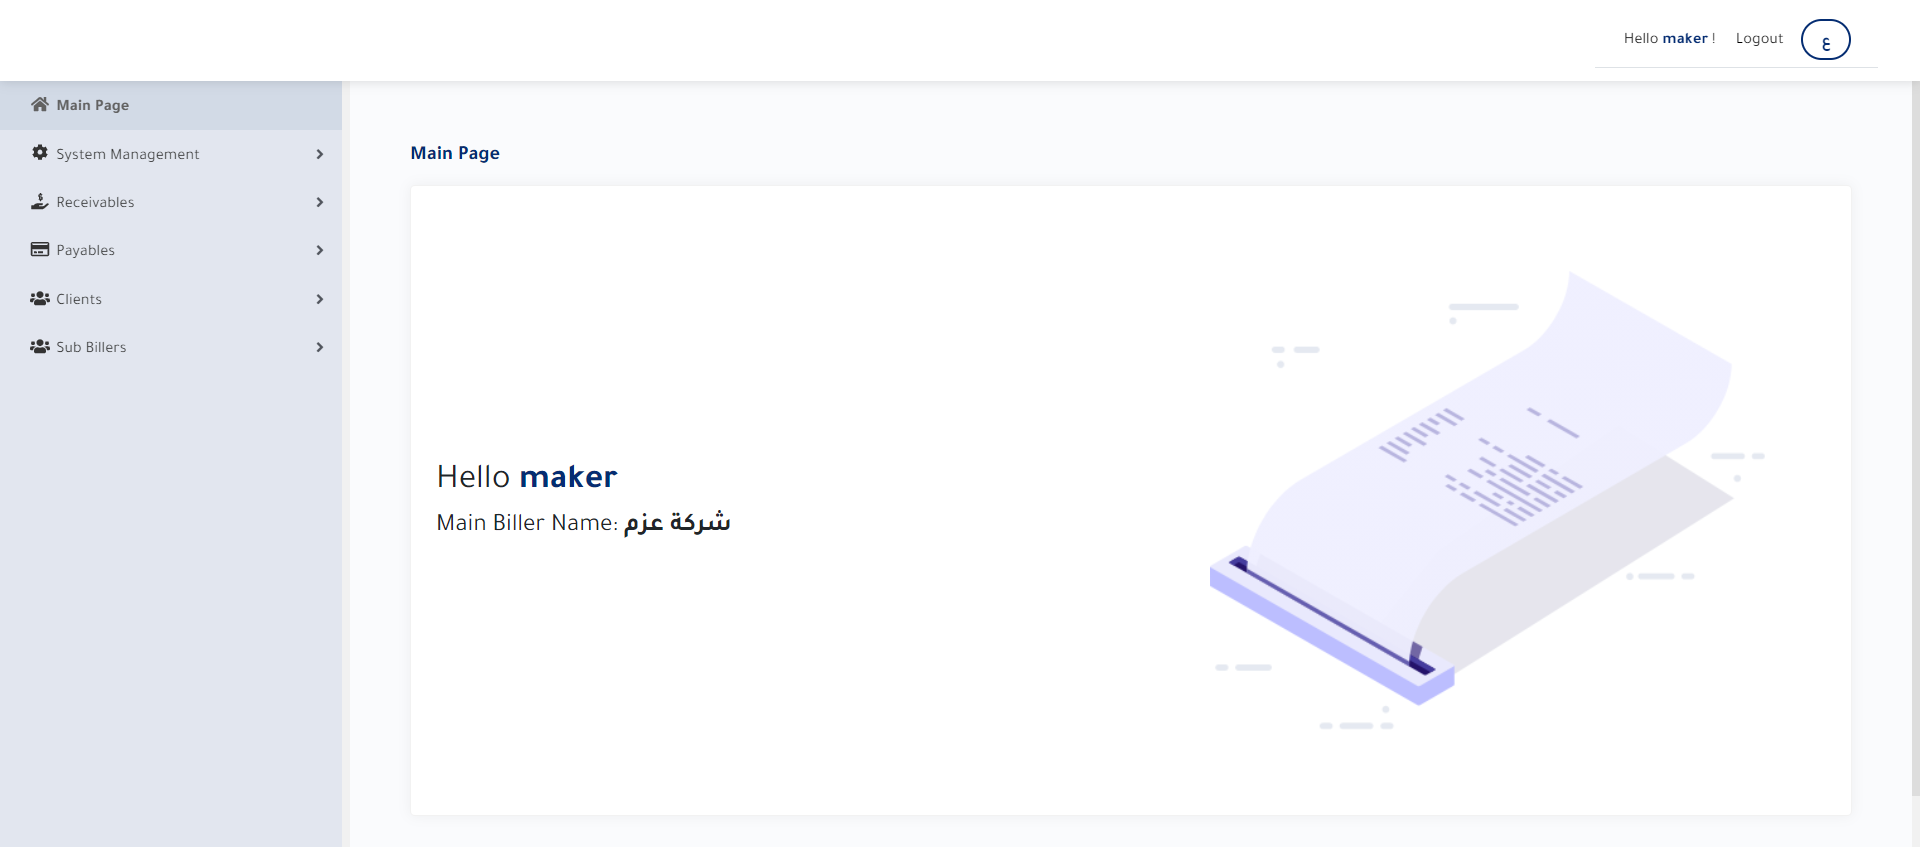 Hello maker ! Logout ع
Main Page
System Management
Receivables
Payables
Clients
Sub Billers
Main Page
Hello maker
Main Biller Name: شركة عزم